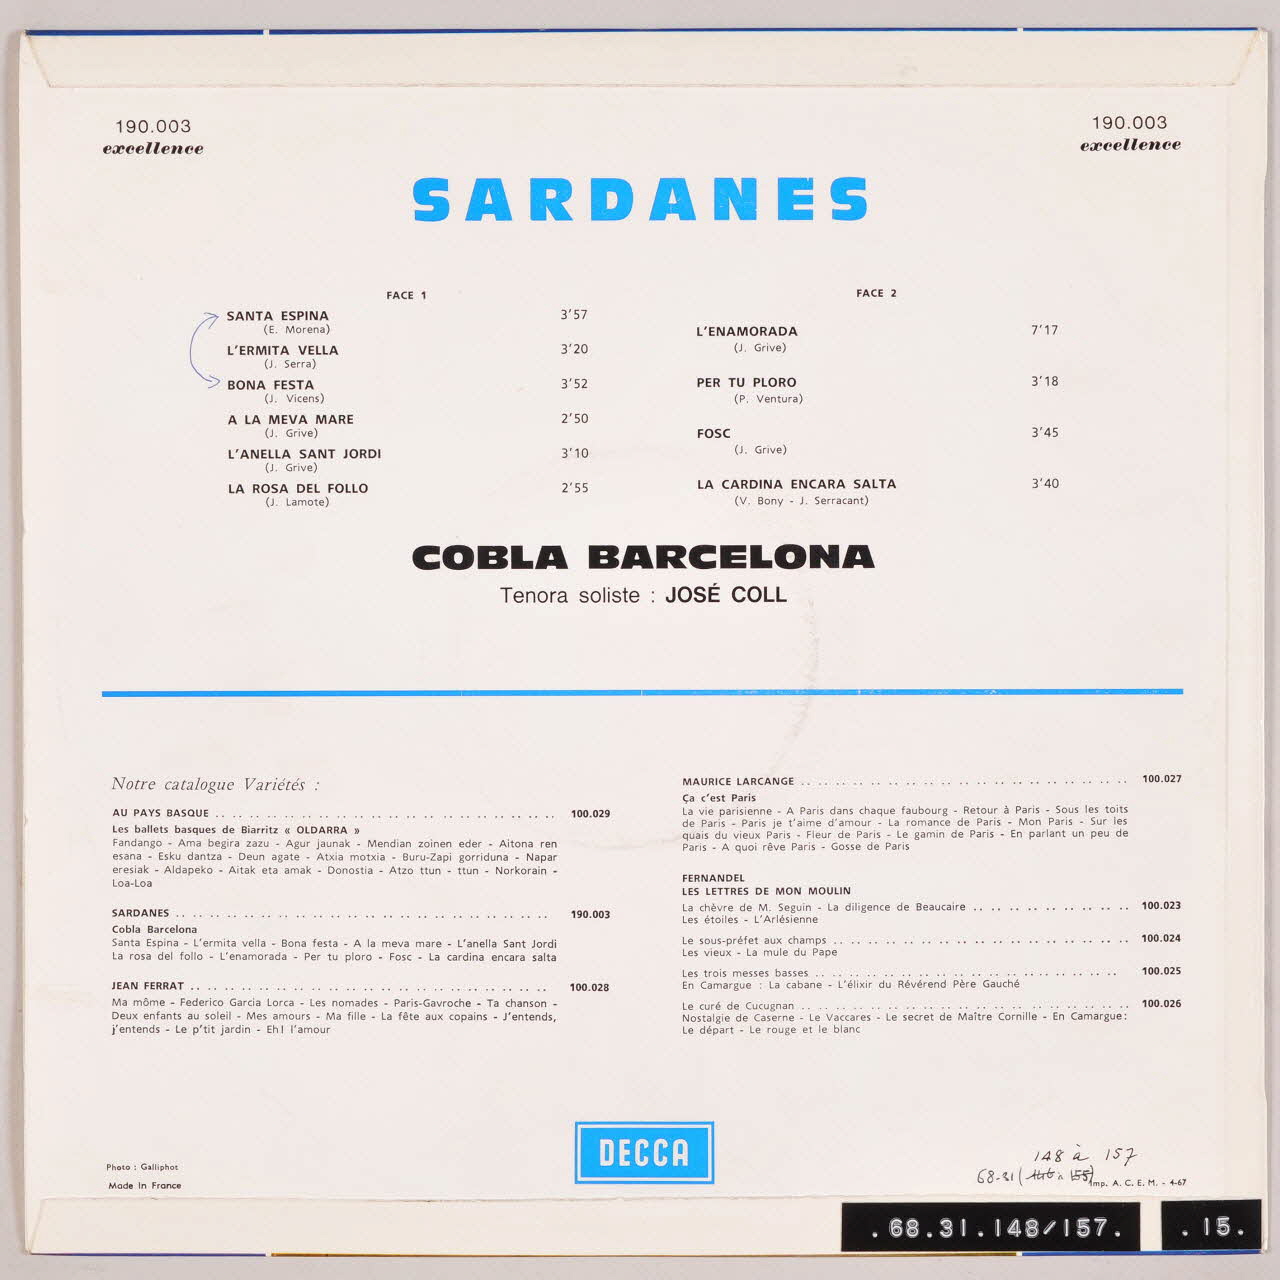 190.003
excellence
190.003
excellence
SARDANES
FACE 1
SANTA ESPINA 3'57
(E. Morena)
L'ERMITA VELLA 3'20
(J. Serra)
BONA FESTA 3'52
(J. Vicens)
A LA MEVA MARE 2'50
(J. Grive)
L'ANELLA SANT JORDI 3'10
(J. Grive)
LA ROSA DEL FOLLO 2'55
(J. Lamote)
FACE 2
L'ENAMORADA 7'17
(J. Grive)
PER TU PLORO 3'18
(P. Ventura)
FOSC 3'45
(J. Grive)
LA CARDINA ENCARA SALTA 3'40
(V. Bony - J. Serracant)
COBLA BARCELONA
Tenora soliste : JOSÉ COLL
Notre catalogue Variétés :
AU PAYS BASQUE 100.029
Les ballets basques de Biarritz « OLDARRA »
Fandango - Ama begira zazu - Agur jaunak - Mendian zoinen eder - Aitona ren
esana - Esku dantza - Deun agate - Atxia motxia - Buru-Zapi gorriduna - Napar
eresiak - Aldapeko - Aitak eta amak - Donostia - Atzo ttun - ttun - Norkorain -
Loa-Loa
SARDANES 190.003
Cobla Barcelona
Santa Espina - L'ermita vella - Bona festa - A la meva mare - L'anella Sant Jordi
La rosa del follo - L'enamorada - Per tu ploro - Fosc - La cardina encara salta
JEAN FERRAT 100.028
Ma môme - Federico Garcia Lorca - Les nomades - Paris-Gavroche - Ta chanson -
Deux enfants au soleil - Mes amours - Ma fille - La fête aux copains - J'entends,
j'entends - Le p'tit jardin - Eh! l'amour
MAURICE LARCANGE 100.027
Ça c'est Paris
La vie parisienne - A Paris dans chaque faubourg - Retour à Paris - Sous les toits
de Paris - Paris je t'aime d'amour - La romance de Paris - Mon Paris - Sur les
quais du vieux Paris - Fleur de Paris - Le gamin de Paris - En parlant un peu de
Paris - A quoi rêve Paris - Gosse de Paris
FERNANDEL
LES LETTRES DE MON MOULIN
La chèvre de M. Seguin - La diligence de Beaucaire 100.023
Les étoiles - L'Arlésienne
Le sous-préfet aux champs 100.024
Les vieux - La mule du Pape
Les trois messes basses 100.025
En Camargue : La cabane - L'élixir du Révérend Père Gauché
Le curé de Cucugnan 100.026
Nostalgie de Caserne - Le Vaccares - Le secret de Maître Cornille - En Camargue:
Le départ - Le rouge et le blanc
DECCA
Photo : Galliphot
Made In France
148 à 157
68-31 (146 à 155)
Imp. A. C. E. M. - 4-67
.68.31.148/157.
.15.